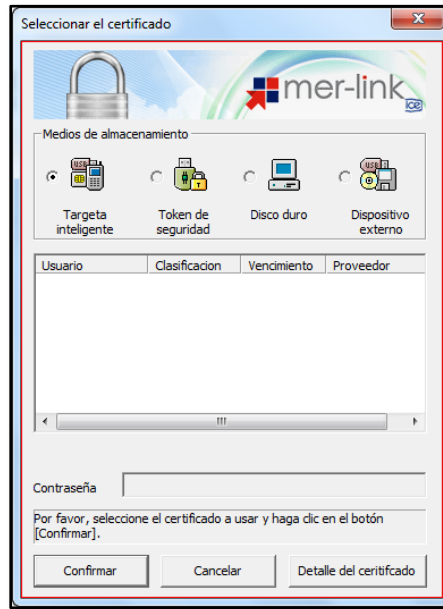 Seleccionar el certificado
mer-link
ice
Medios de almacenamiento
USB
USB
Targeta inteligente
Token de seguridad
Disco duro
Dispositivo externo
Usuario Clasificacion Vencimiento Proveedor
Contraseña
Por favor, seleccione el certificado a usar y haga clic en el botón
[Confirmar].
Confirmar Cancelar Detalle del ceritifcado